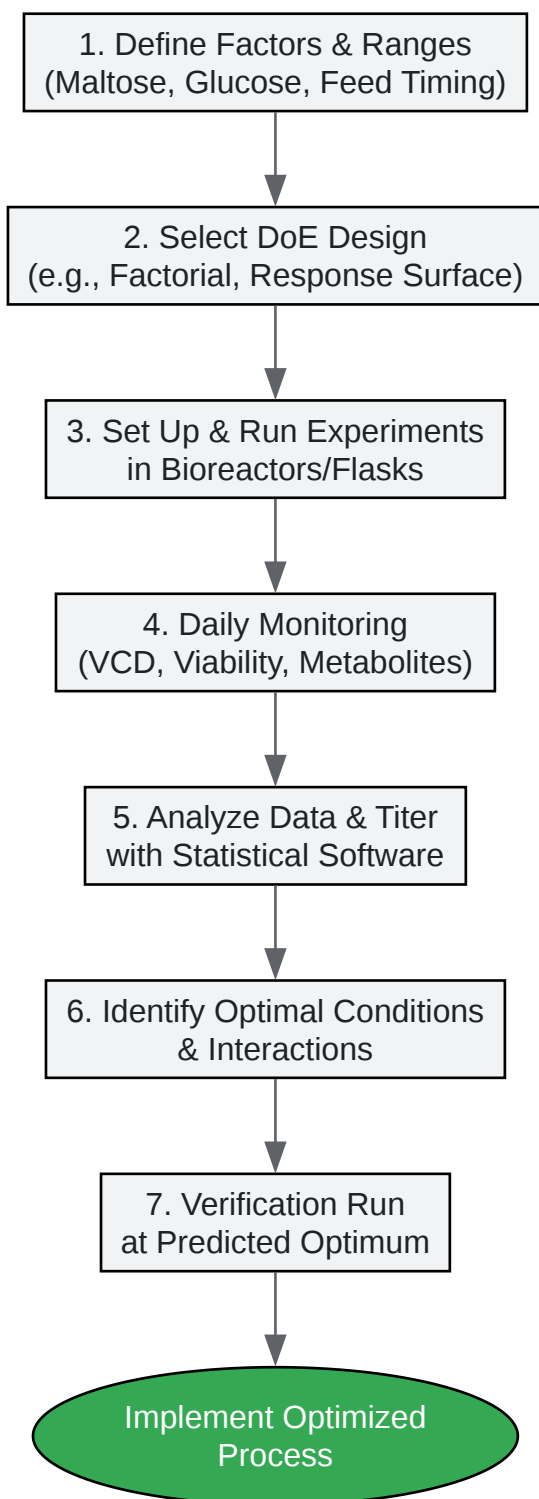 1. Define Factors & Ranges
(Maltose, Glucose, Feed Timing)
2. Select DoE Design
(e.g., Factorial, Response Surface)
3. Set Up & Run Experiments
in Bioreactors/Flasks
4. Daily Monitoring
(VCD, Viability, Metabolites)
5. Analyze Data & Titer
with Statistical Software
6. Identify Optimal Conditions
& Interactions
7. Verification Run
at Predicted Optimum
Implement Optimized
Process